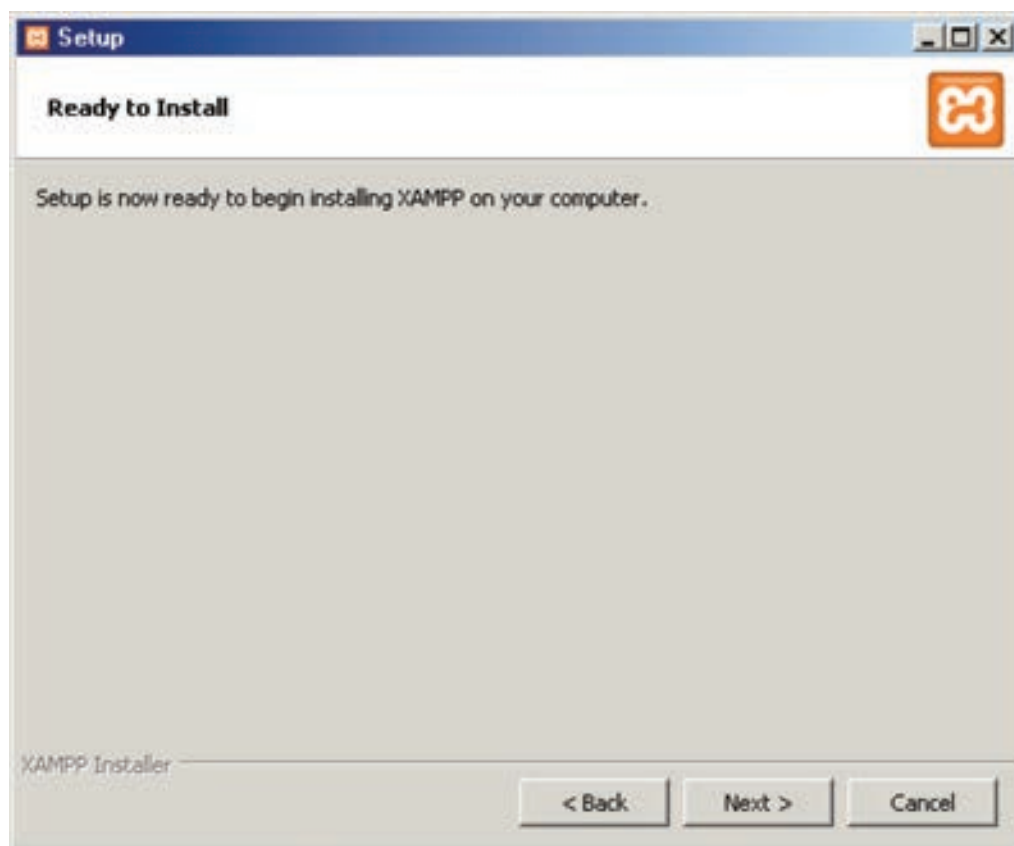 Setup
Ready to Install
Setup is now ready to begin installing XAMPP on your computer.
XAMPP Installer
< Back
Next >
Cancel